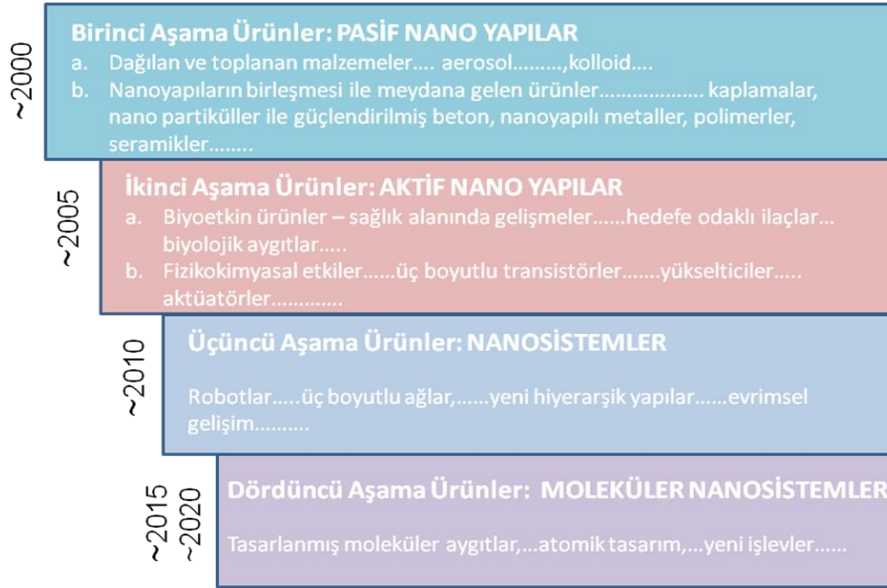 ~2000
Birinci Aşama Ürünler: PASİF NANO YAPILAR
a. Dağılan ve toplanan malzemeler.... aerosol.........,kolloid....
b. Nanoyapıların birleşmesi ile meydana gelen ürünler.................... kaplamalar,
nano partiküller ile güçlendirilmiş beton, nanoyapılı metaller, polimerler,
seramikler........
~2005
İkinci Aşama Ürünler: AKTİF NANO YAPILAR
a. Biyoetkin ürünler – sağlık alanında gelişmeler......hedefe odaklı ilaçlar...
biyolojik aygıtlar.....
b. Fizikokimyasal etkiler......üç boyutlu transistörler.......yükselticiler.....
aktüatörler.............
~2010
Üçüncü Aşama Ürünler: NANOSİSTEMLER
Robotlar.....üç boyutlu ağlar,......yeni hiyerarşik yapılar......evrimsel
gelişim..........
~2015
~2020
Dördüncü Aşama Ürünler: MOLEKÜLER NANOSİSTEMLER
Tasarlanmış moleküler aygıtlar,...atomik tasarım,...yeni işlevler......